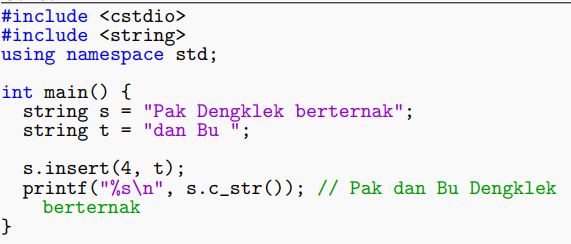 #include <cstdio>
#include <string>
using namespace std;

int main() {
  string s = "Pak Dengklek berternak";
  string t = "dan Bu ";

  s.insert(4, t);
  printf("%s\n", s.c_str()); // Pak dan Bu Dengklek
    berternak
}